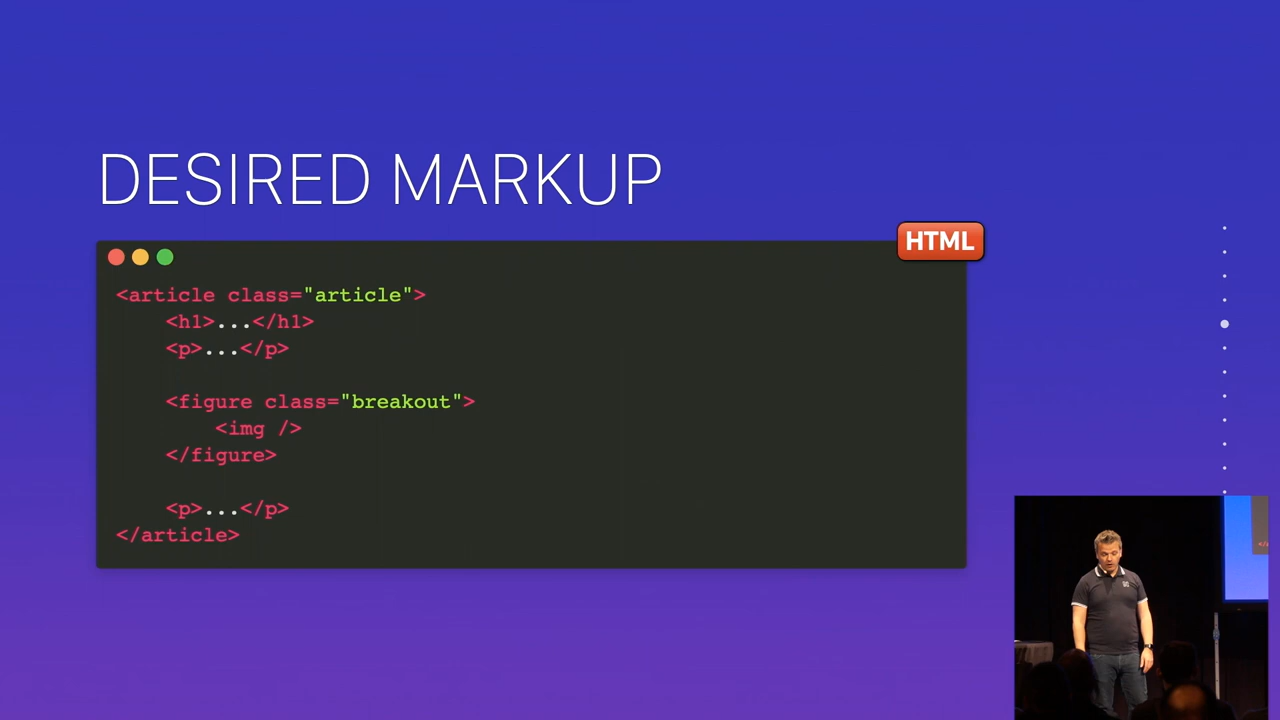 DESIRED MARKUP
HTML
<article class="article">
    <h1>...</h1>
    <p>...</p>

    <figure class="breakout">
        <img />
    </figure>

    <p>...</p>
</article>